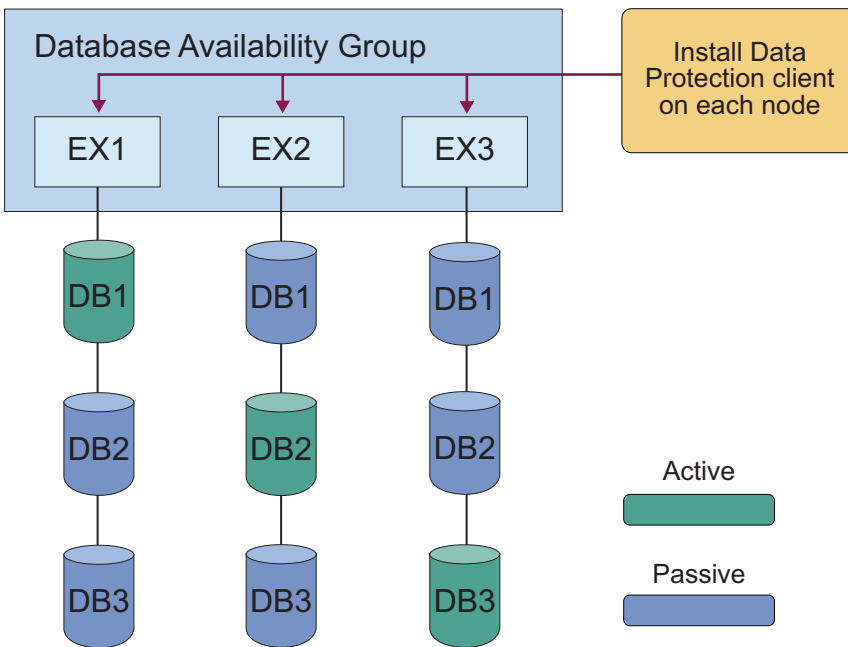 Database Availability Group
Install Data
Protection client
on each node
EX1
EX2
EX3
DB1
DB1
DB1
DB2
DB2
DB2
DB3
DB3
DB3
Active
Passive